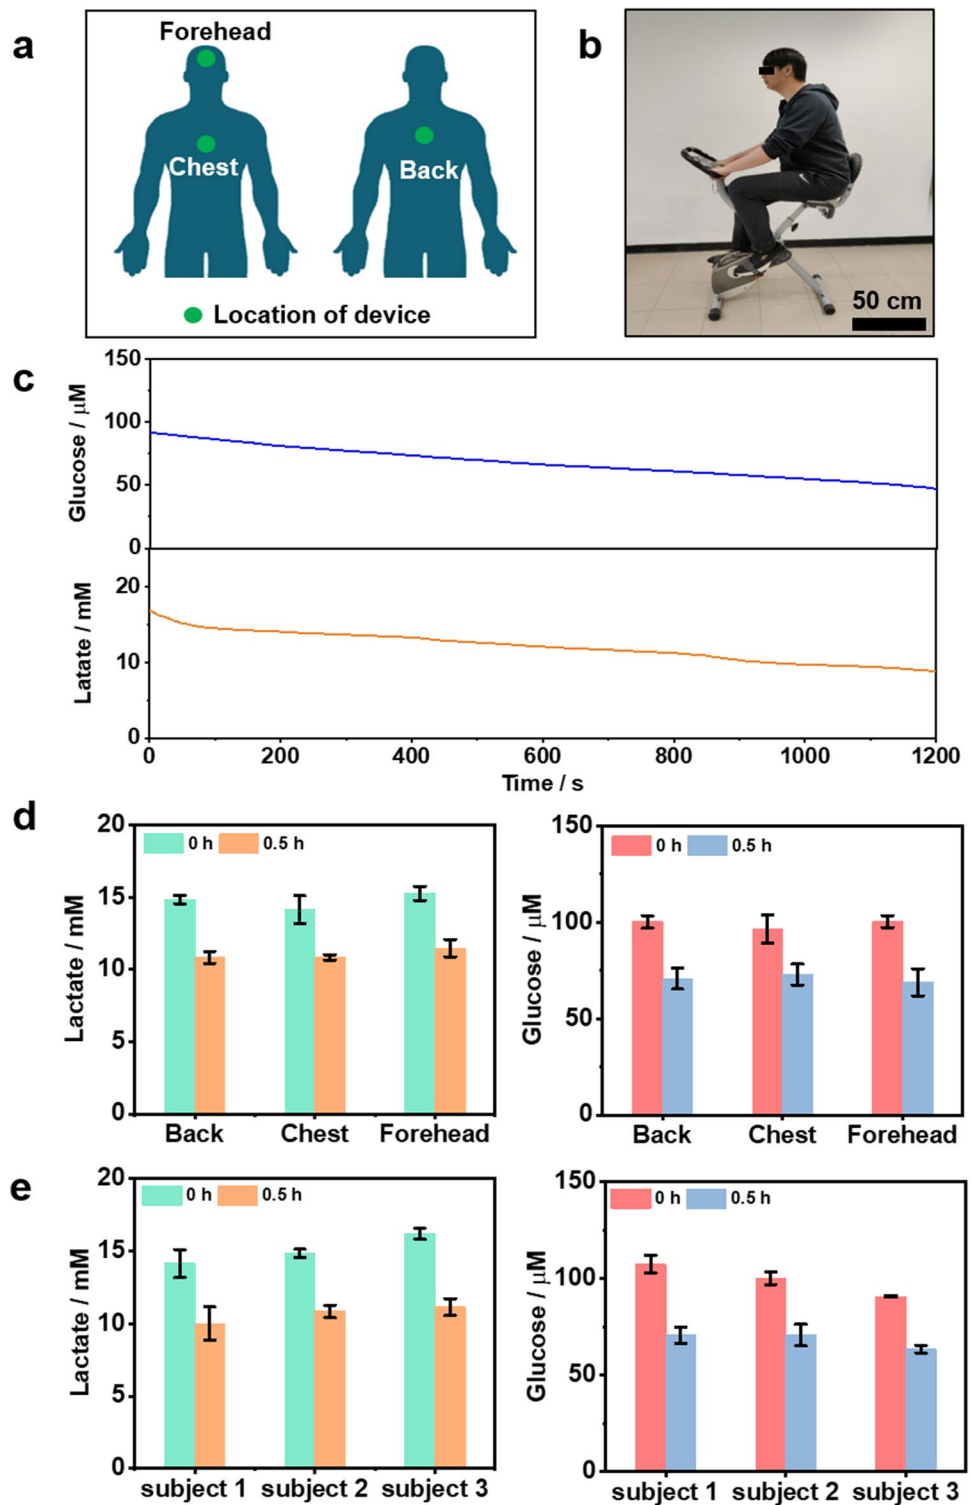 a
Forehead
Chest
Back
Location of device
b
50 cm
c
150
100
50
0
Glucose / μM
20
10
0
Latate / mM
0 200 400 600 800 1000 1200
Time / s
d
20
15
10
5
0
Lactate / mM
0 h 0.5 h
Back Chest Forehead
150
100
50
0
Glucose / μM
0 h 0.5 h
Back Chest Forehead
e
20
15
10
5
0
Lactate / mM
0 h 0.5 h
subject 1 subject 2 subject 3
150
100
50
0
Glucose / μM
0 h 0.5 h
subject 1 subject 2 subject 3